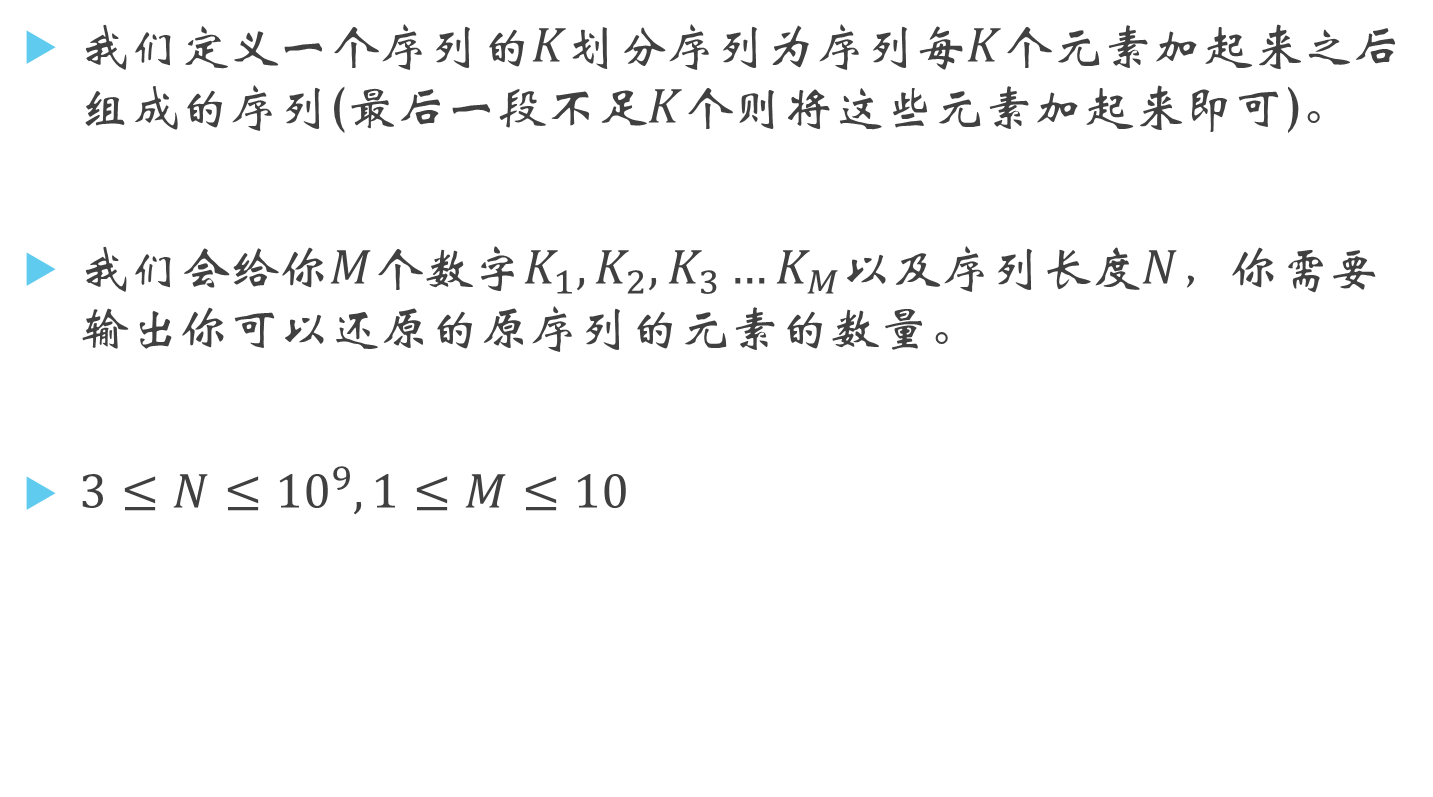 我们定义一个序列的K划分序列为序列每K个元素加起来之后
组成的序列(最后一段不足K个则将这些元素加起来即可)。
我们会给你M个数字K₁, K₂, K₃ … K_M以及序列长度N，你需要
输出你可以还原的原序列的元素的数量。
3 ≤ N ≤ 10⁹, 1 ≤ M ≤ 10